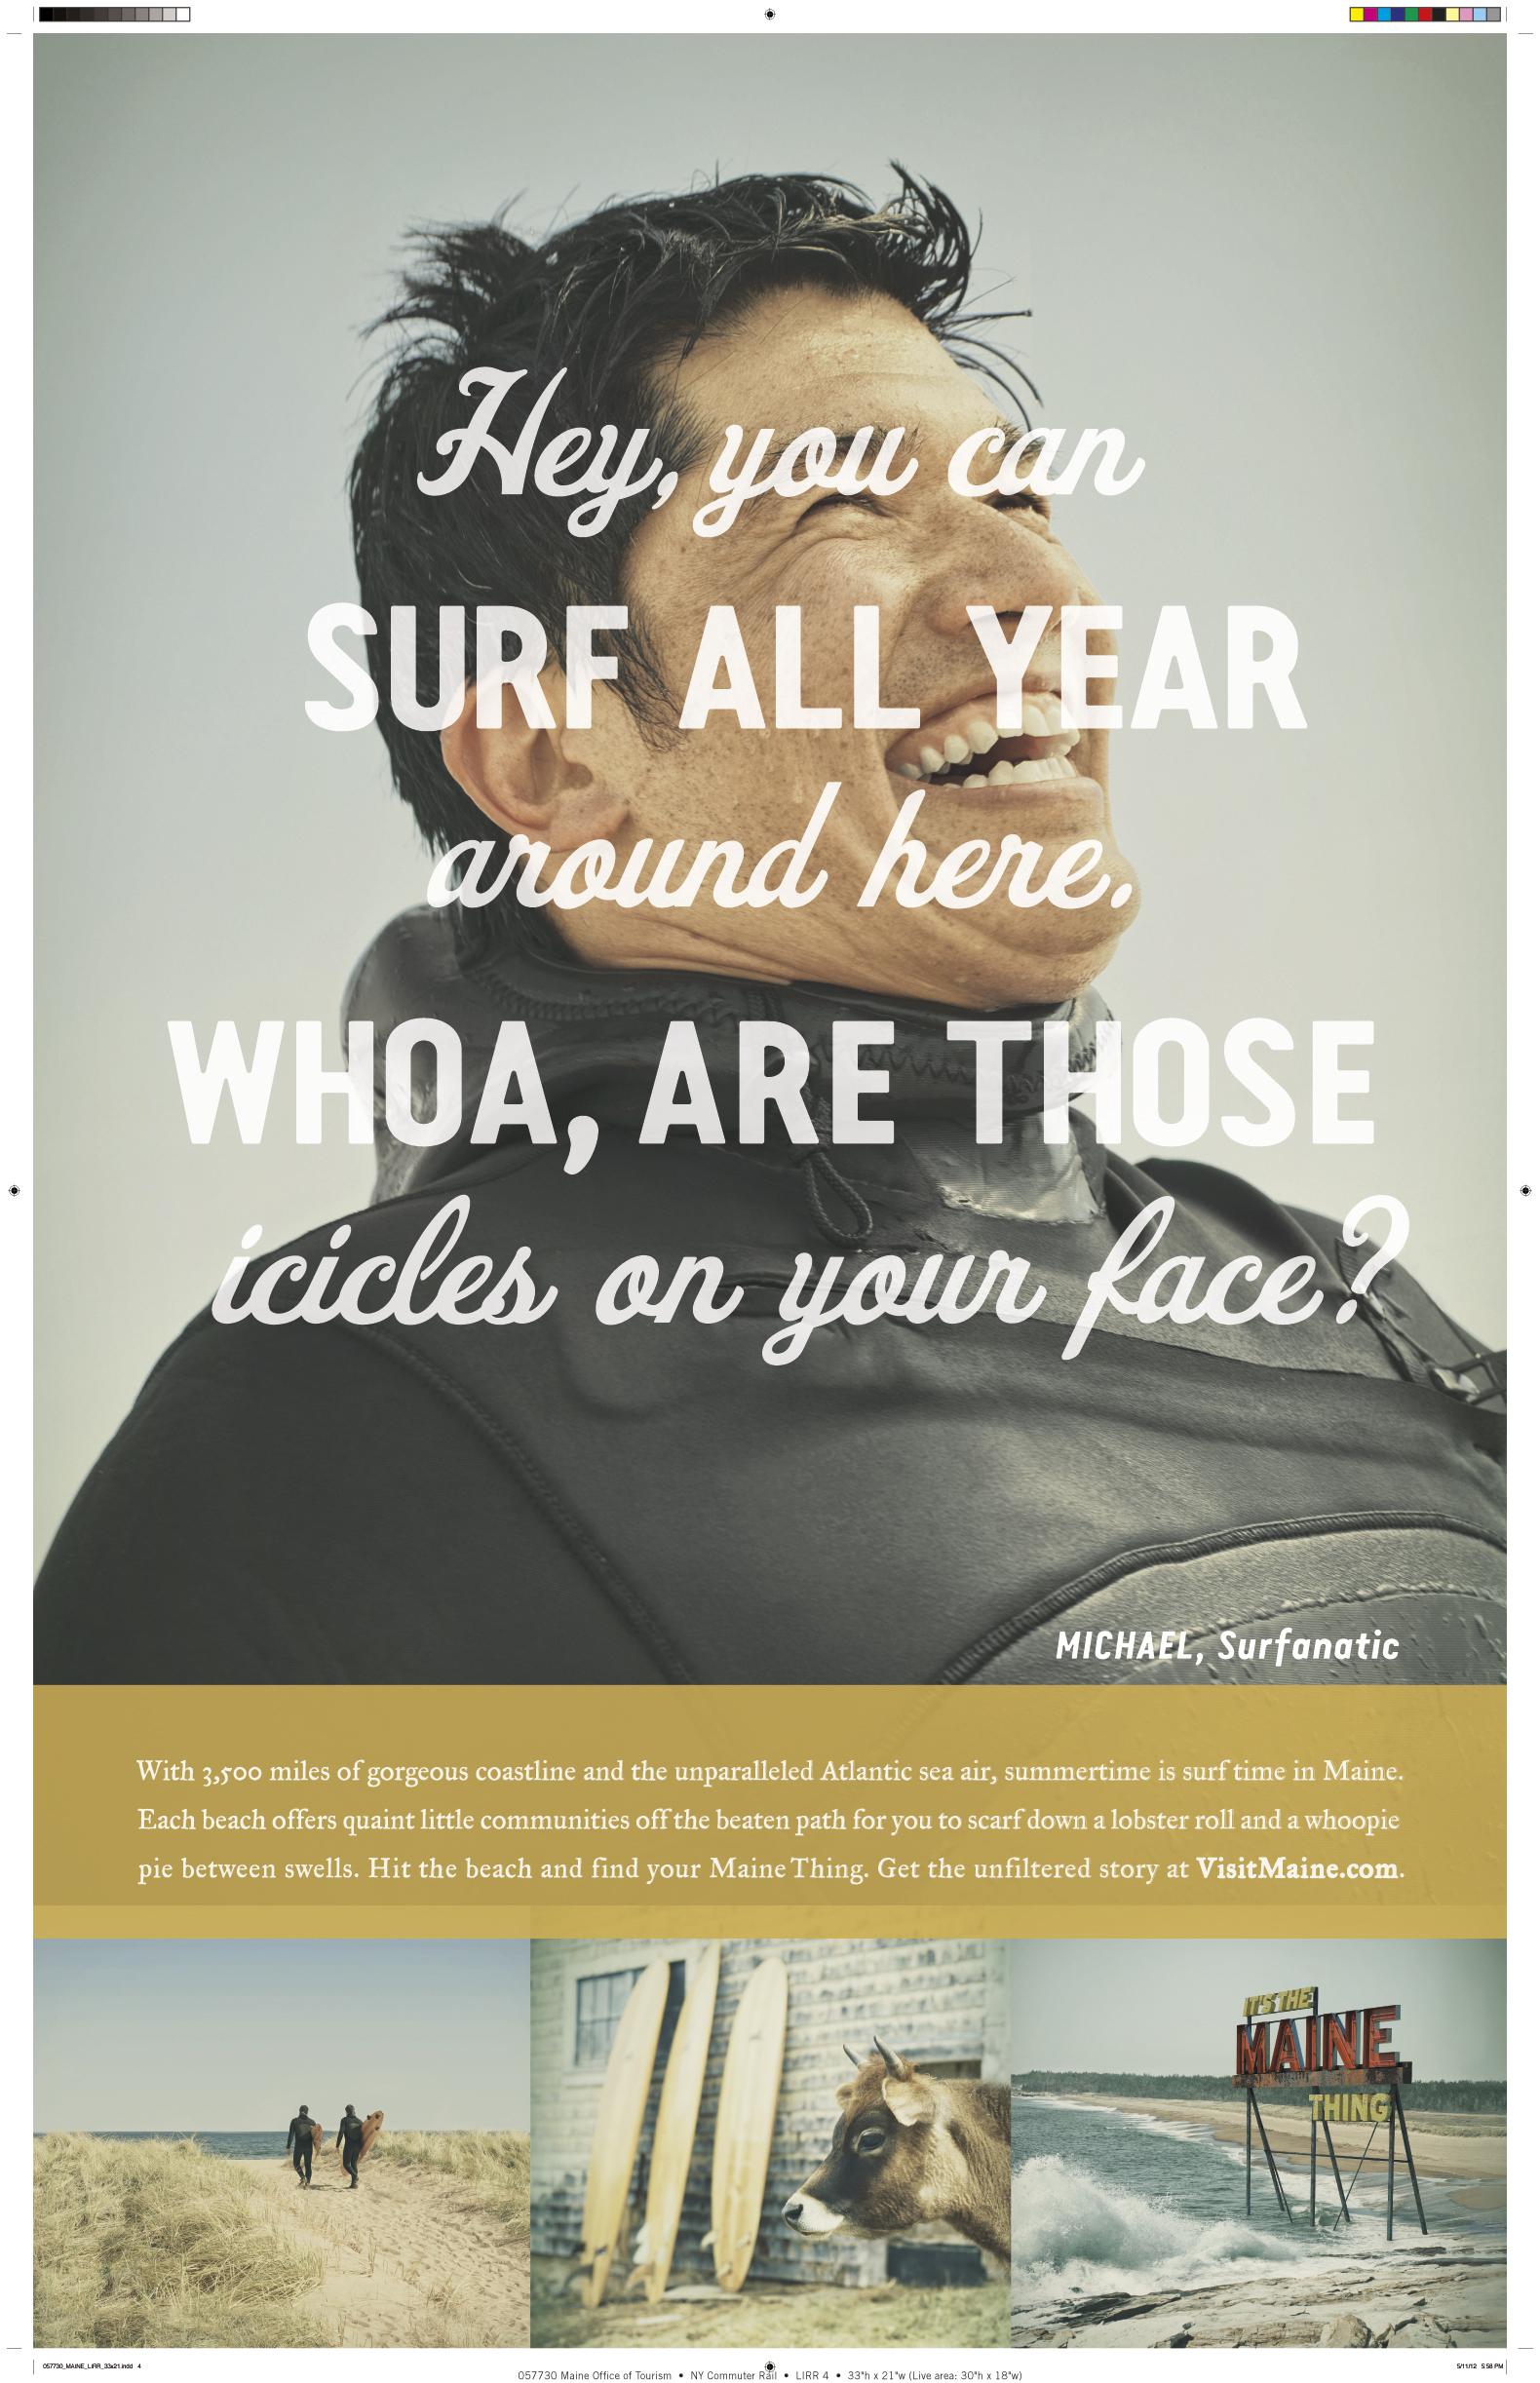 Hey, you can
SURF ALL YEAR
around here.
WHOA, ARE THOSE
icicles on your face?
MICHAEL, Surfanatic
With 3,500 miles of gorgeous coastline and the unparalleled Atlantic sea air, summertime is surf time in Maine.
Each beach offers quaint little communities off the beaten path for you to scarf down a lobster roll and a whoopie
pie between swells. Hit the beach and find your Maine Thing. Get the unfiltered story at VisitMaine.com.
IT'S THE
MAINE
THING
057730_MAINE_LIRR_33x21.indd 4
5/11/12 5:58 PM
057730 Maine Office of Tourism • NY Commuter Rail • LIRR 4 • 33"h x 21"w (Live area: 30"h x 18"w)